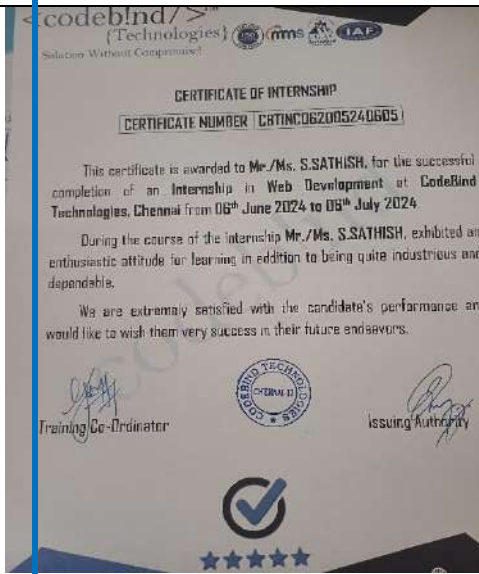 <codeb!nd/>™
{Technologies}
Solution Without Compromise!
IAF
CERTIFICATE OF INTERNSHIP
CERTIFICATE NUMBER CBTINC062005240605
This certificate is awarded to Mr./Ms. S.SATHISH, for the successful
completion of an Internship in Web Development at CodeBind
Technologies, Chennai from 06th June 2024 to 06th July 2024
During the course of the internship Mr./Ms. S.SATHISH, exhibited an
enthusiastic attitude for learning in addition to being quite industrious and
dependable.
We are extremely satisfied with the candidate's performance an
would like to wish them very success in their future endeavors.
CODEBIND TECHNOLOGIES
Training Co-Ordinator
Issuing Authority